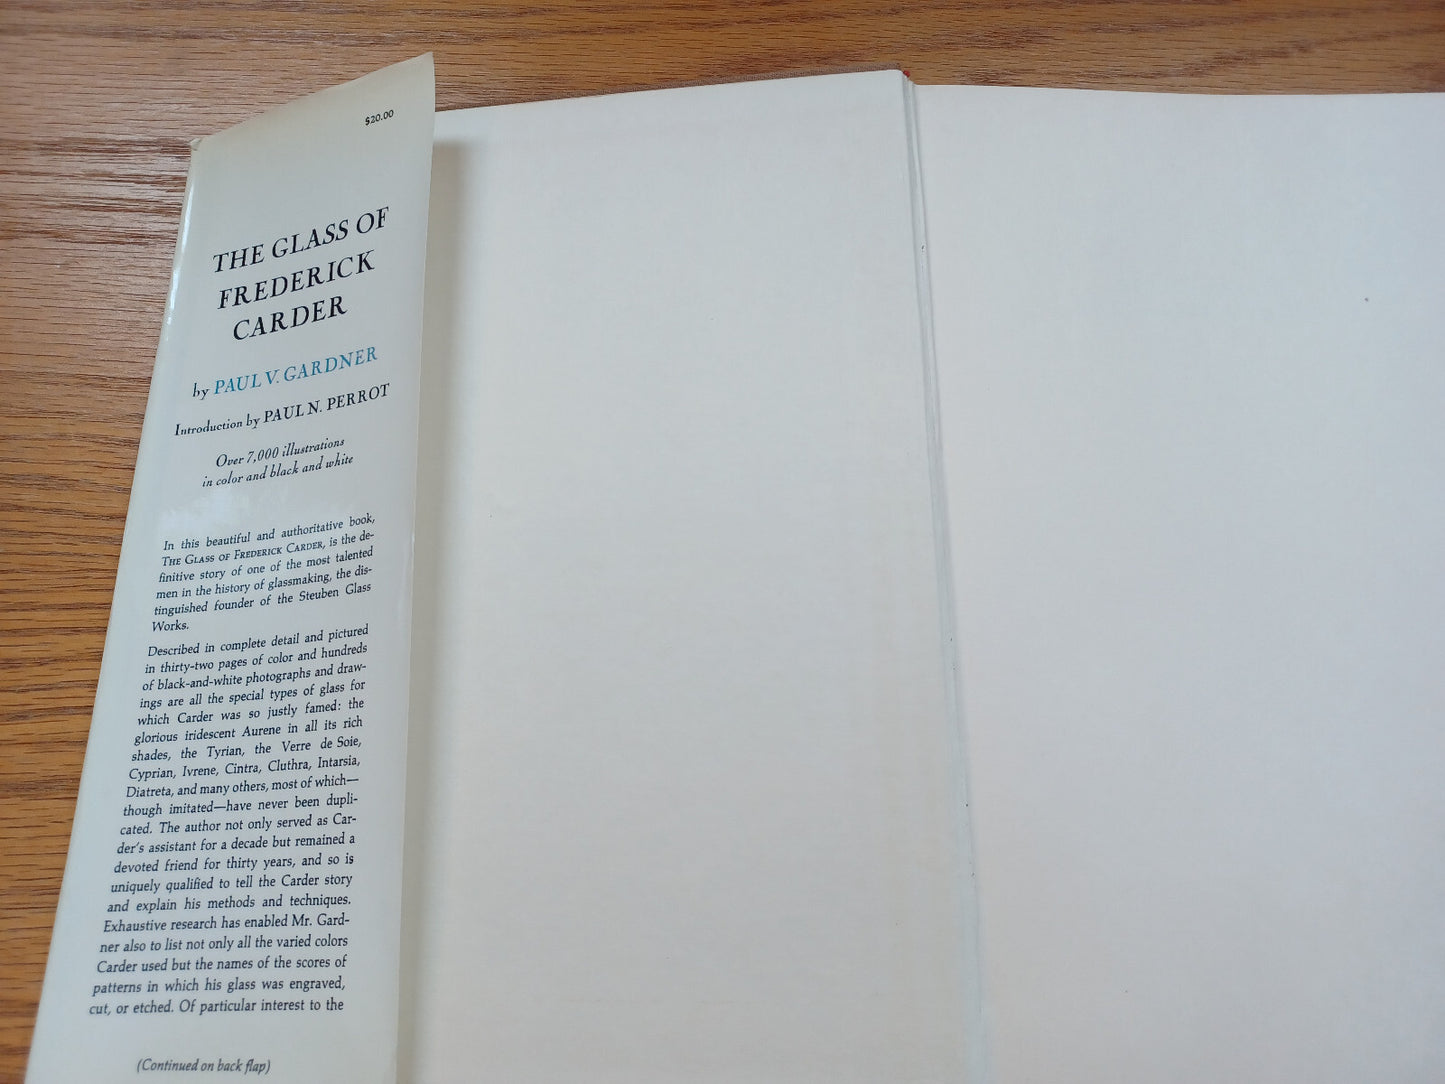 $20.00
THE GLASS OF
FREDERICK
CARDER
by PAUL V. GARDNER
Introduction by PAUL N. PERROT
Over 7,000 illustrations
in color and black and white
In this beautiful and authoritative book,
THE GLASS OF FREDERICK CARDER, is the de-
finitive story of one of the most talented
men in the history of glassmaking, the dis-
tinguished founder of the Steuben Glass
Works.
Described in complete detail and pictured
in thirty-two pages of color and hundreds
of black-and-white photographs and draw-
ings are all the special types of glass for
which Carder was so justly famed: the
glorious iridescent Aurene in all its rich
shades, the Tyrian, the Verre de Soie,
Cyprian, Ivrene, Cintra, Cluthra, Intarsia,
Diatreta, and many others, most of which—
though imitated—have never been dupli-
cated. The author not only served as Car-
der's assistant for a decade but remained a
devoted friend for thirty years, and so is
uniquely qualified to tell the Carder story
and explain his methods and techniques.
Exhaustive research has enabled Mr. Gard-
ner also to list not only all the varied colors
Carder used but the names of the scores of
patterns in which his glass was engraved,
cut, or etched. Of particular interest to the
(Continued on back flap)